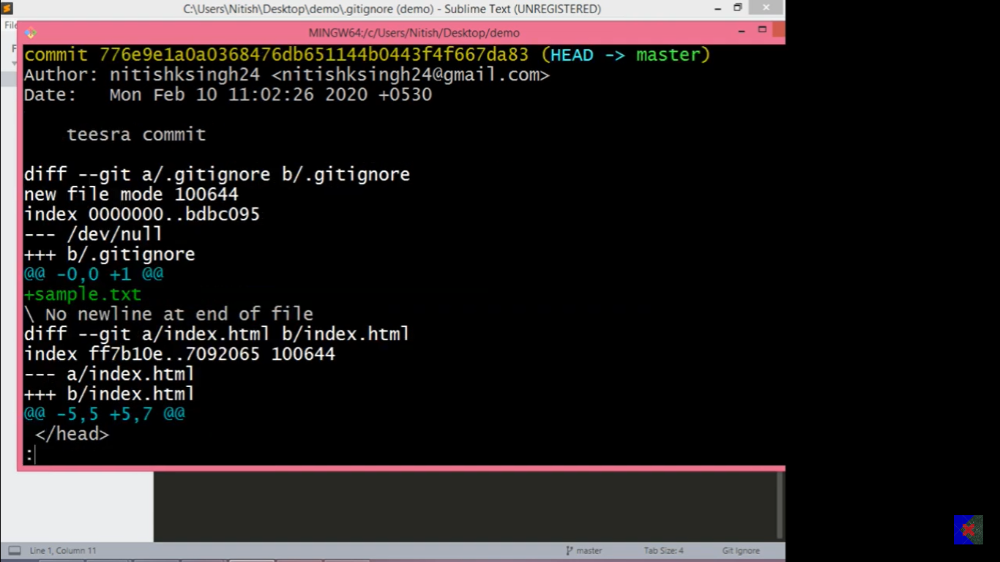 C:\Users\Nitish\Desktop\demo\.gitignore (demo) - Sublime Text (UNREGISTERED)
File
MINGW64:/c/Users/Nitish/Desktop/demo
commit 776e9e1a0a0368476db651144b0443f4f667da83 (HEAD -> master)
Author: nitishksingh24 <nitishksingh24@gmail.com>
Date:   Mon Feb 10 11:02:26 2020 +0530
    teesra commit
diff --git a/.gitignore b/.gitignore
new file mode 100644
index 0000000..bdbc095
--- /dev/null
+++ b/.gitignore
@@ -0,0 +1 @@
+sample.txt
\ No newline at end of file
diff --git a/index.html b/index.html
index ff7b10e..7092065 100644
--- a/index.html
+++ b/index.html
@@ -5,5 +5,7 @@
 </head>
:
Line 1, Column 11 master Tab Size: 4 Git Ignore